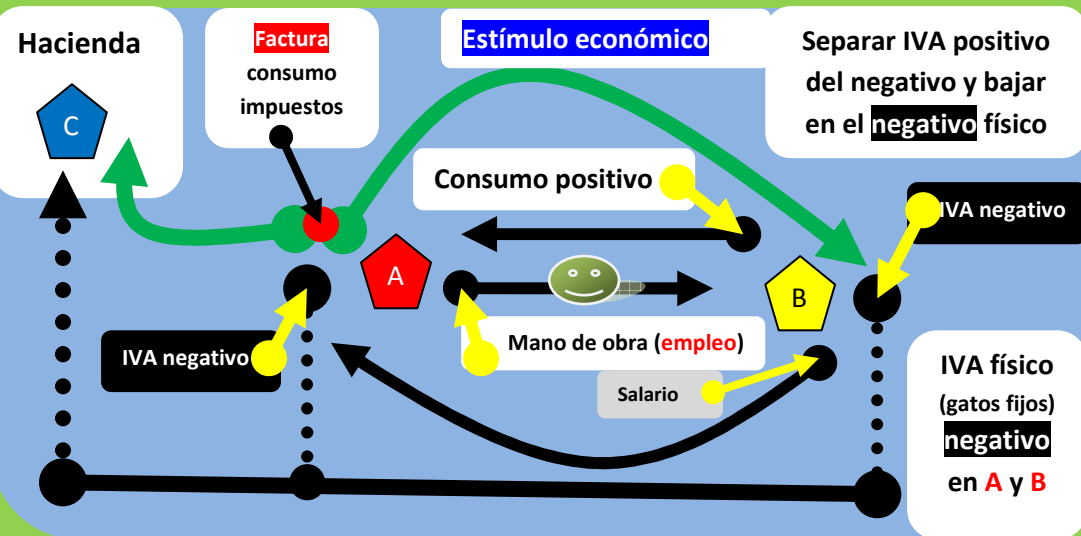 Hacienda
C
Factura
consumo
impuestos
Estímulo económico
Separar IVA positivo
del negativo y bajar
en el negativo físico
Consumo positivo
IVA negativo
A
B
IVA negativo
Mano de obra (empleo)
Salario
IVA físico
(gatos fijos)
negativo
en A y B